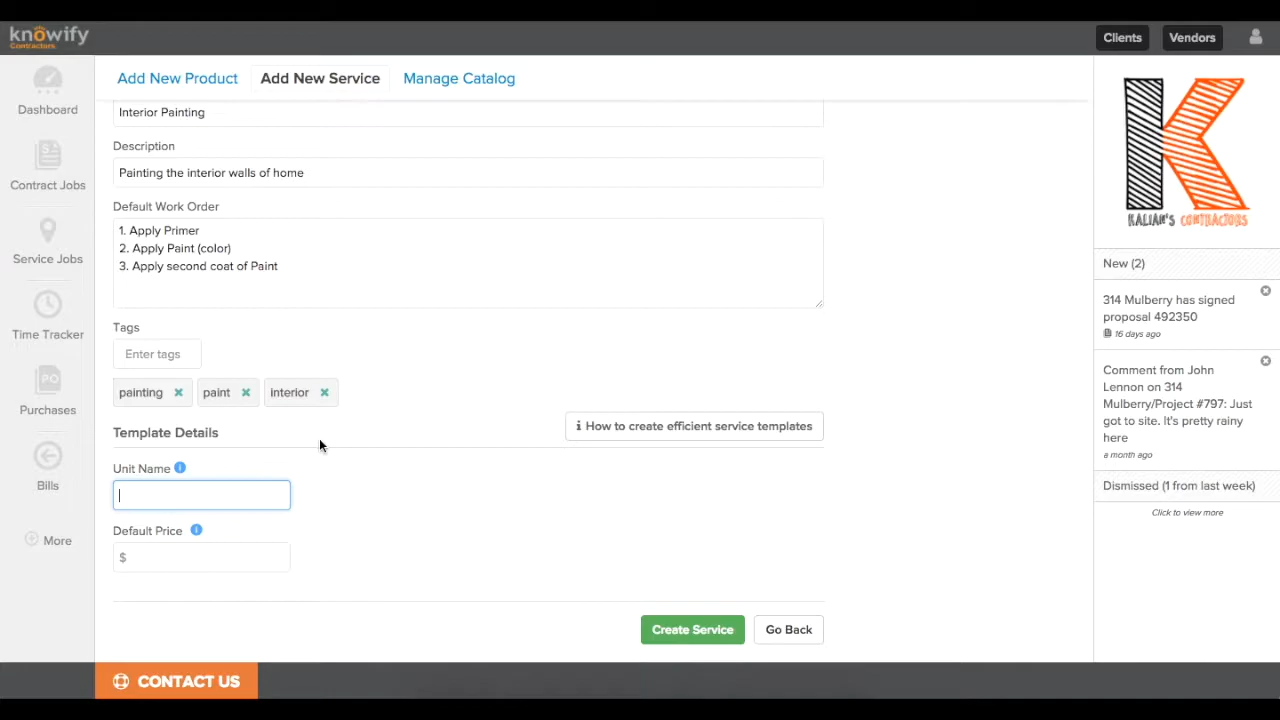 knowify
Contractors
Clients
Vendors
Dashboard
Contract Jobs
Service Jobs
Time Tracker
PO
Purchases
Bills
More
Add New Product
Add New Service
Manage Catalog
Interior Painting
Description
Painting the interior walls of home
Default Work Order
1. Apply Primer
2. Apply Paint (color)
3. Apply second coat of Paint
Tags
Enter tags
painting
paint
interior
Template Details
How to create efficient service templates
Unit Name
Default Price
$
Create Service
Go Back
CONTACT US
K
KALIAN'S CONTRACTORS
New (2)
314 Mulberry has signed
proposal 492350
16 days ago
Comment from John
Lennon on 314
Mulberry/Project #797: Just
got to site. It's pretty rainy
here
a month ago
Dismissed (1 from last week)
Click to view more